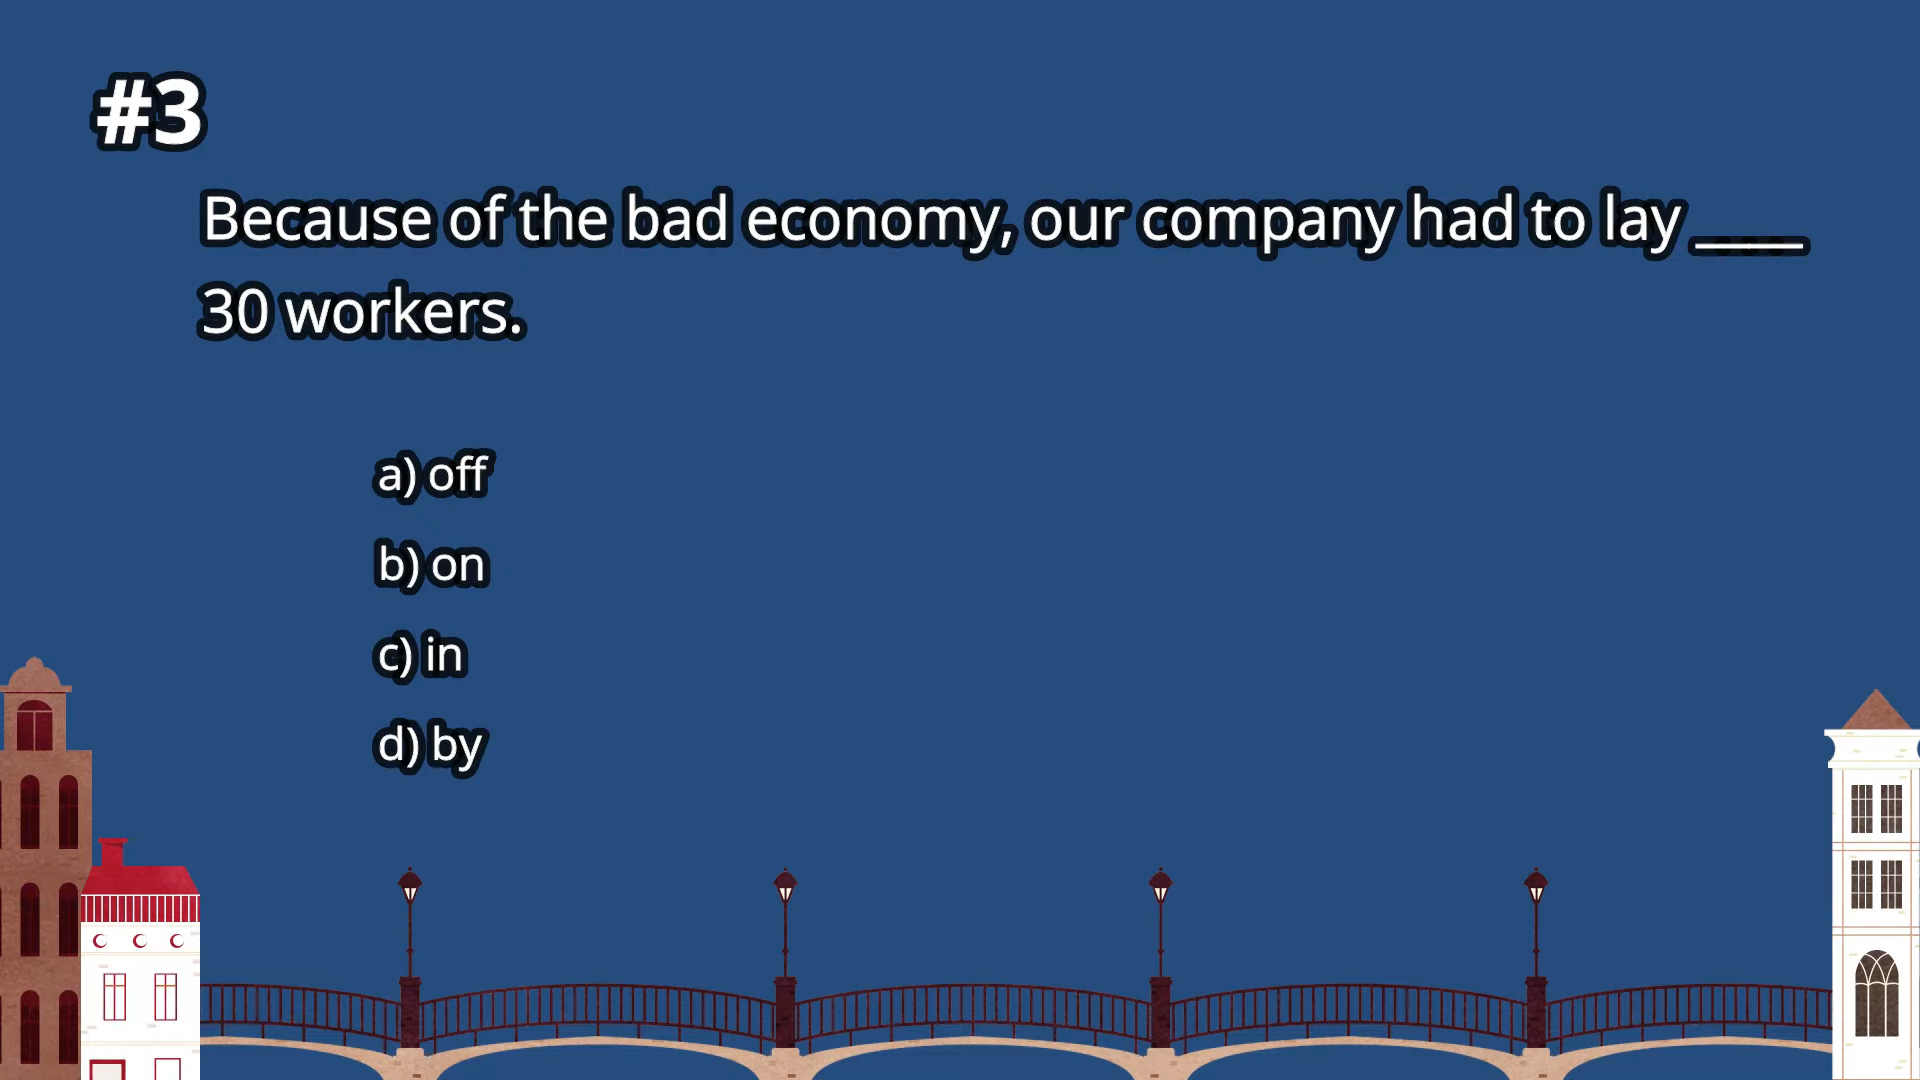 #3
Because of the bad economy, our company had to lay ____
30 workers.
a) off
b) on
c) in
d) by